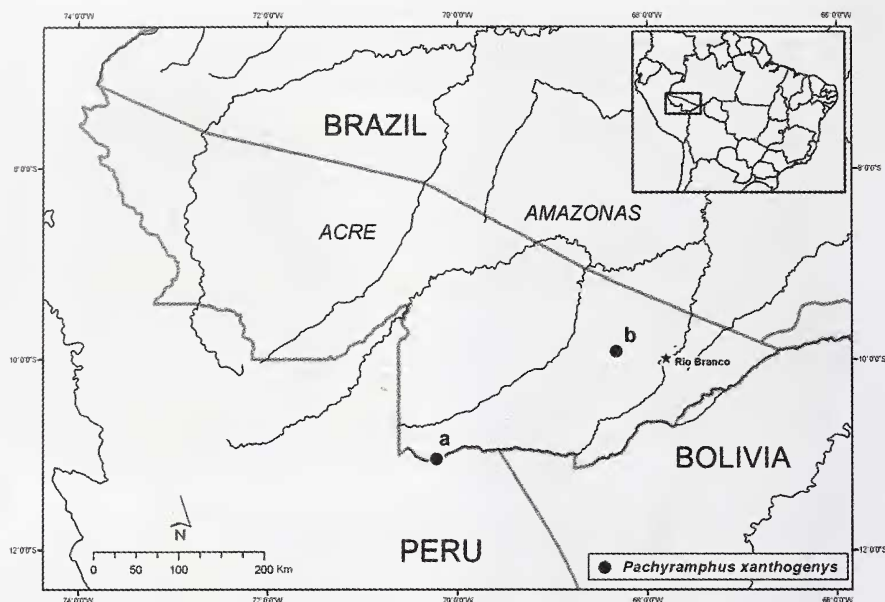 74°0'0"W 72°0'0"W 70°0'0"W 68°0'0"W 66°0'0"W
BRAZIL
8°0'0"S 8°0'0"S
ACRE AMAZONAS
b
10°0'0"S Rio Branco 10°0'0"S
a
BOLIVIA
N
PERU
12°0'0"S 12°0'0"S
0 25 50 100 150 200 Km
Pachyramphus xanthogenys
74°0'0"W 72°0'0"W 70°0'0"W 68°0'0"W 66°0'0"W